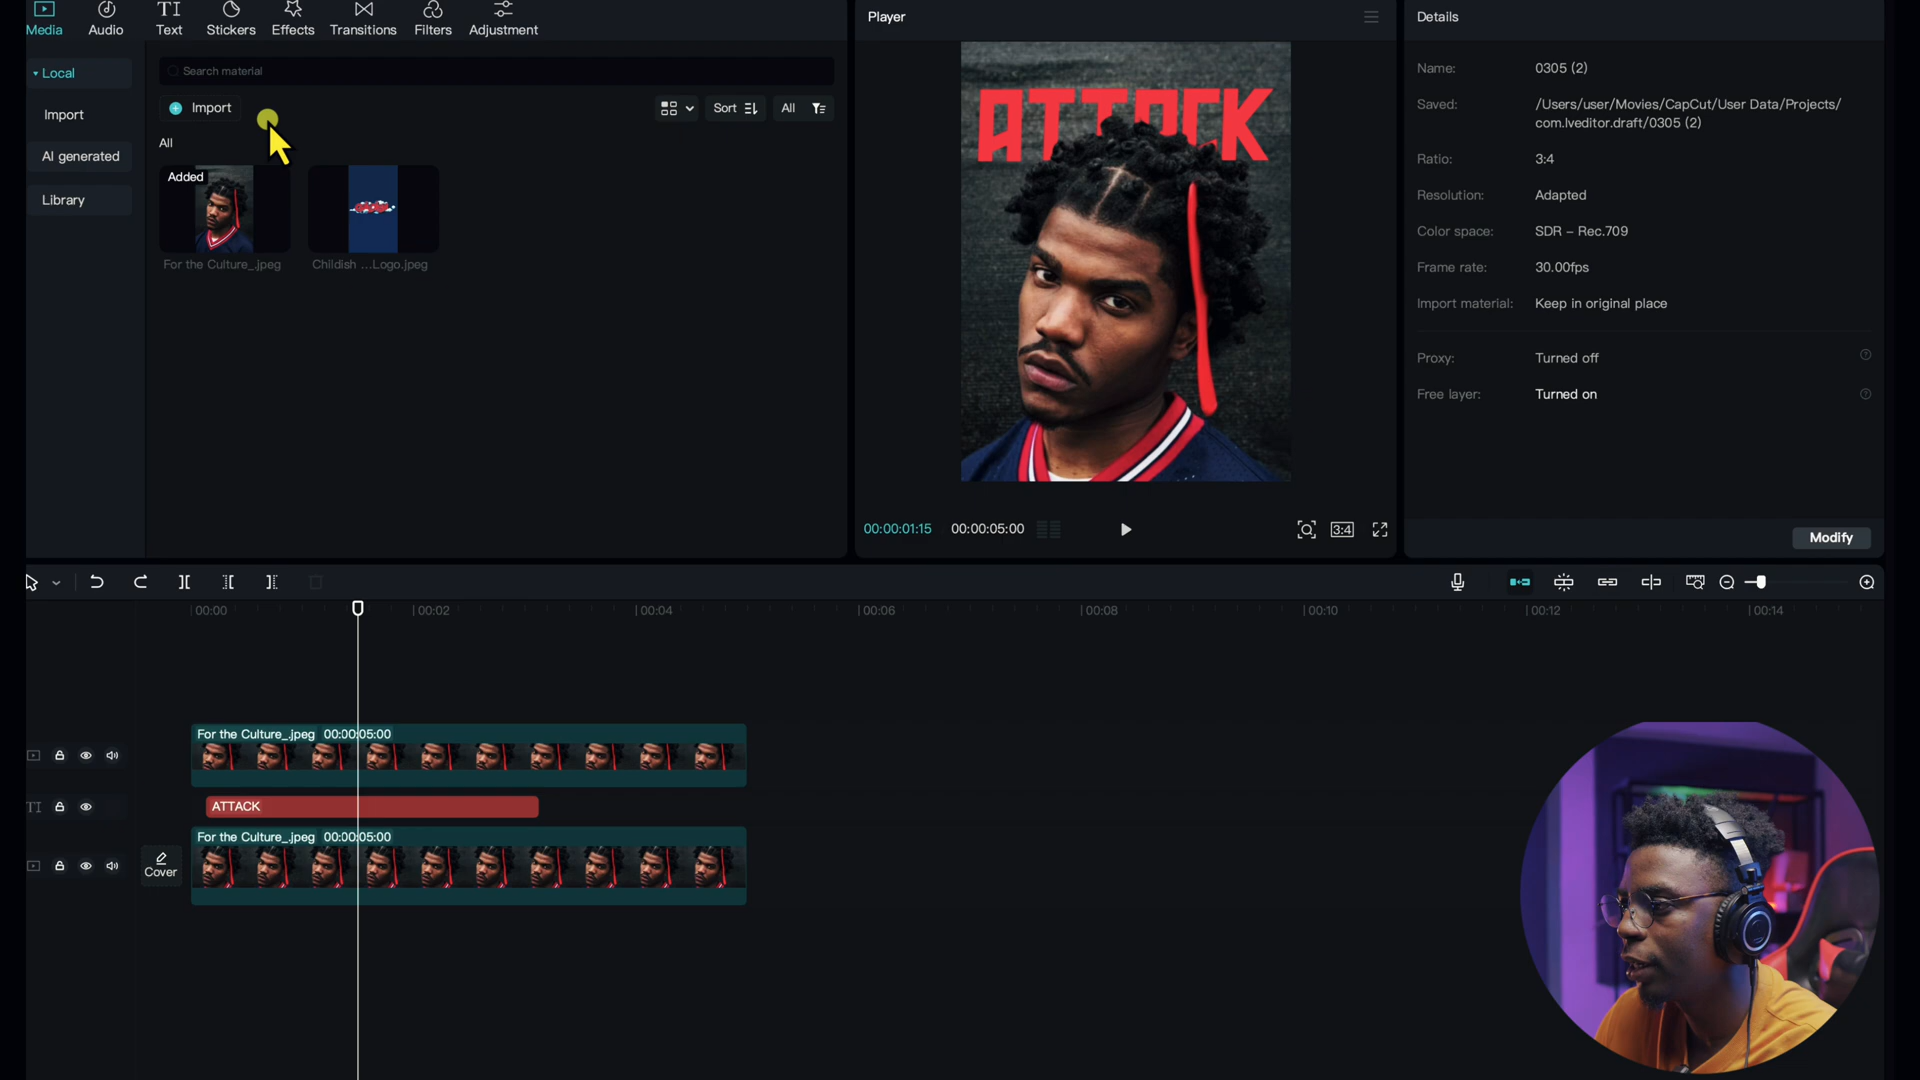 Media Audio Text Stickers Effects Transitions Filters Adjustment
Local
Import
AI generated
Library
Search material
Import
Sort All
All
Added
For the Culture_.jpeg Childish ...Logo.jpeg
Player
ATTACK
00:00:01:15 00:00:05:00
3:4
Details
Name: 0305 (2)
Saved: /Users/user/Movies/CapCut/User Data/Projects/
com.lveditor.draft/0305 (2)
Ratio: 3:4
Resolution: Adapted
Color space: SDR – Rec.709
Frame rate: 30.00fps
Import material: Keep in original place
Proxy: Turned off
Free layer: Turned on
Modify
00:00 00:02 00:04 00:06 00:08 00:10 00:12 00:14
For the Culture_.jpeg 00:00:05:00
TI
ATTACK
For the Culture_.jpeg 00:00:05:00
Cover